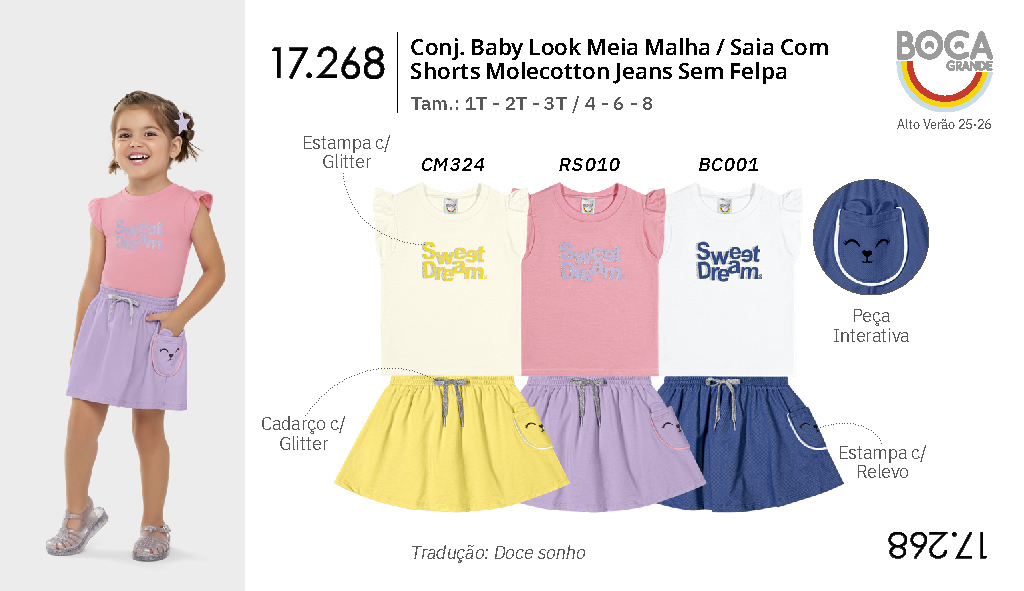 17.268
Conj. Baby Look Meia Malha / Saia Com
Shorts Molecotton Jeans Sem Felpa
Tam.: 1T - 2T - 3T / 4 - 6 - 8
BOCA
GRANDE
Alto Verão 25-26
Estampa c/
Glitter
CM324
RS010
BC001
Sweet
Dream
Sweet
Dream.
Sweet
Dream.
Sweet
Dream.
Peça
Interativa
Cadarço c/
Glitter
Estampa c/
Relevo
Tradução: Doce sonho
17.268